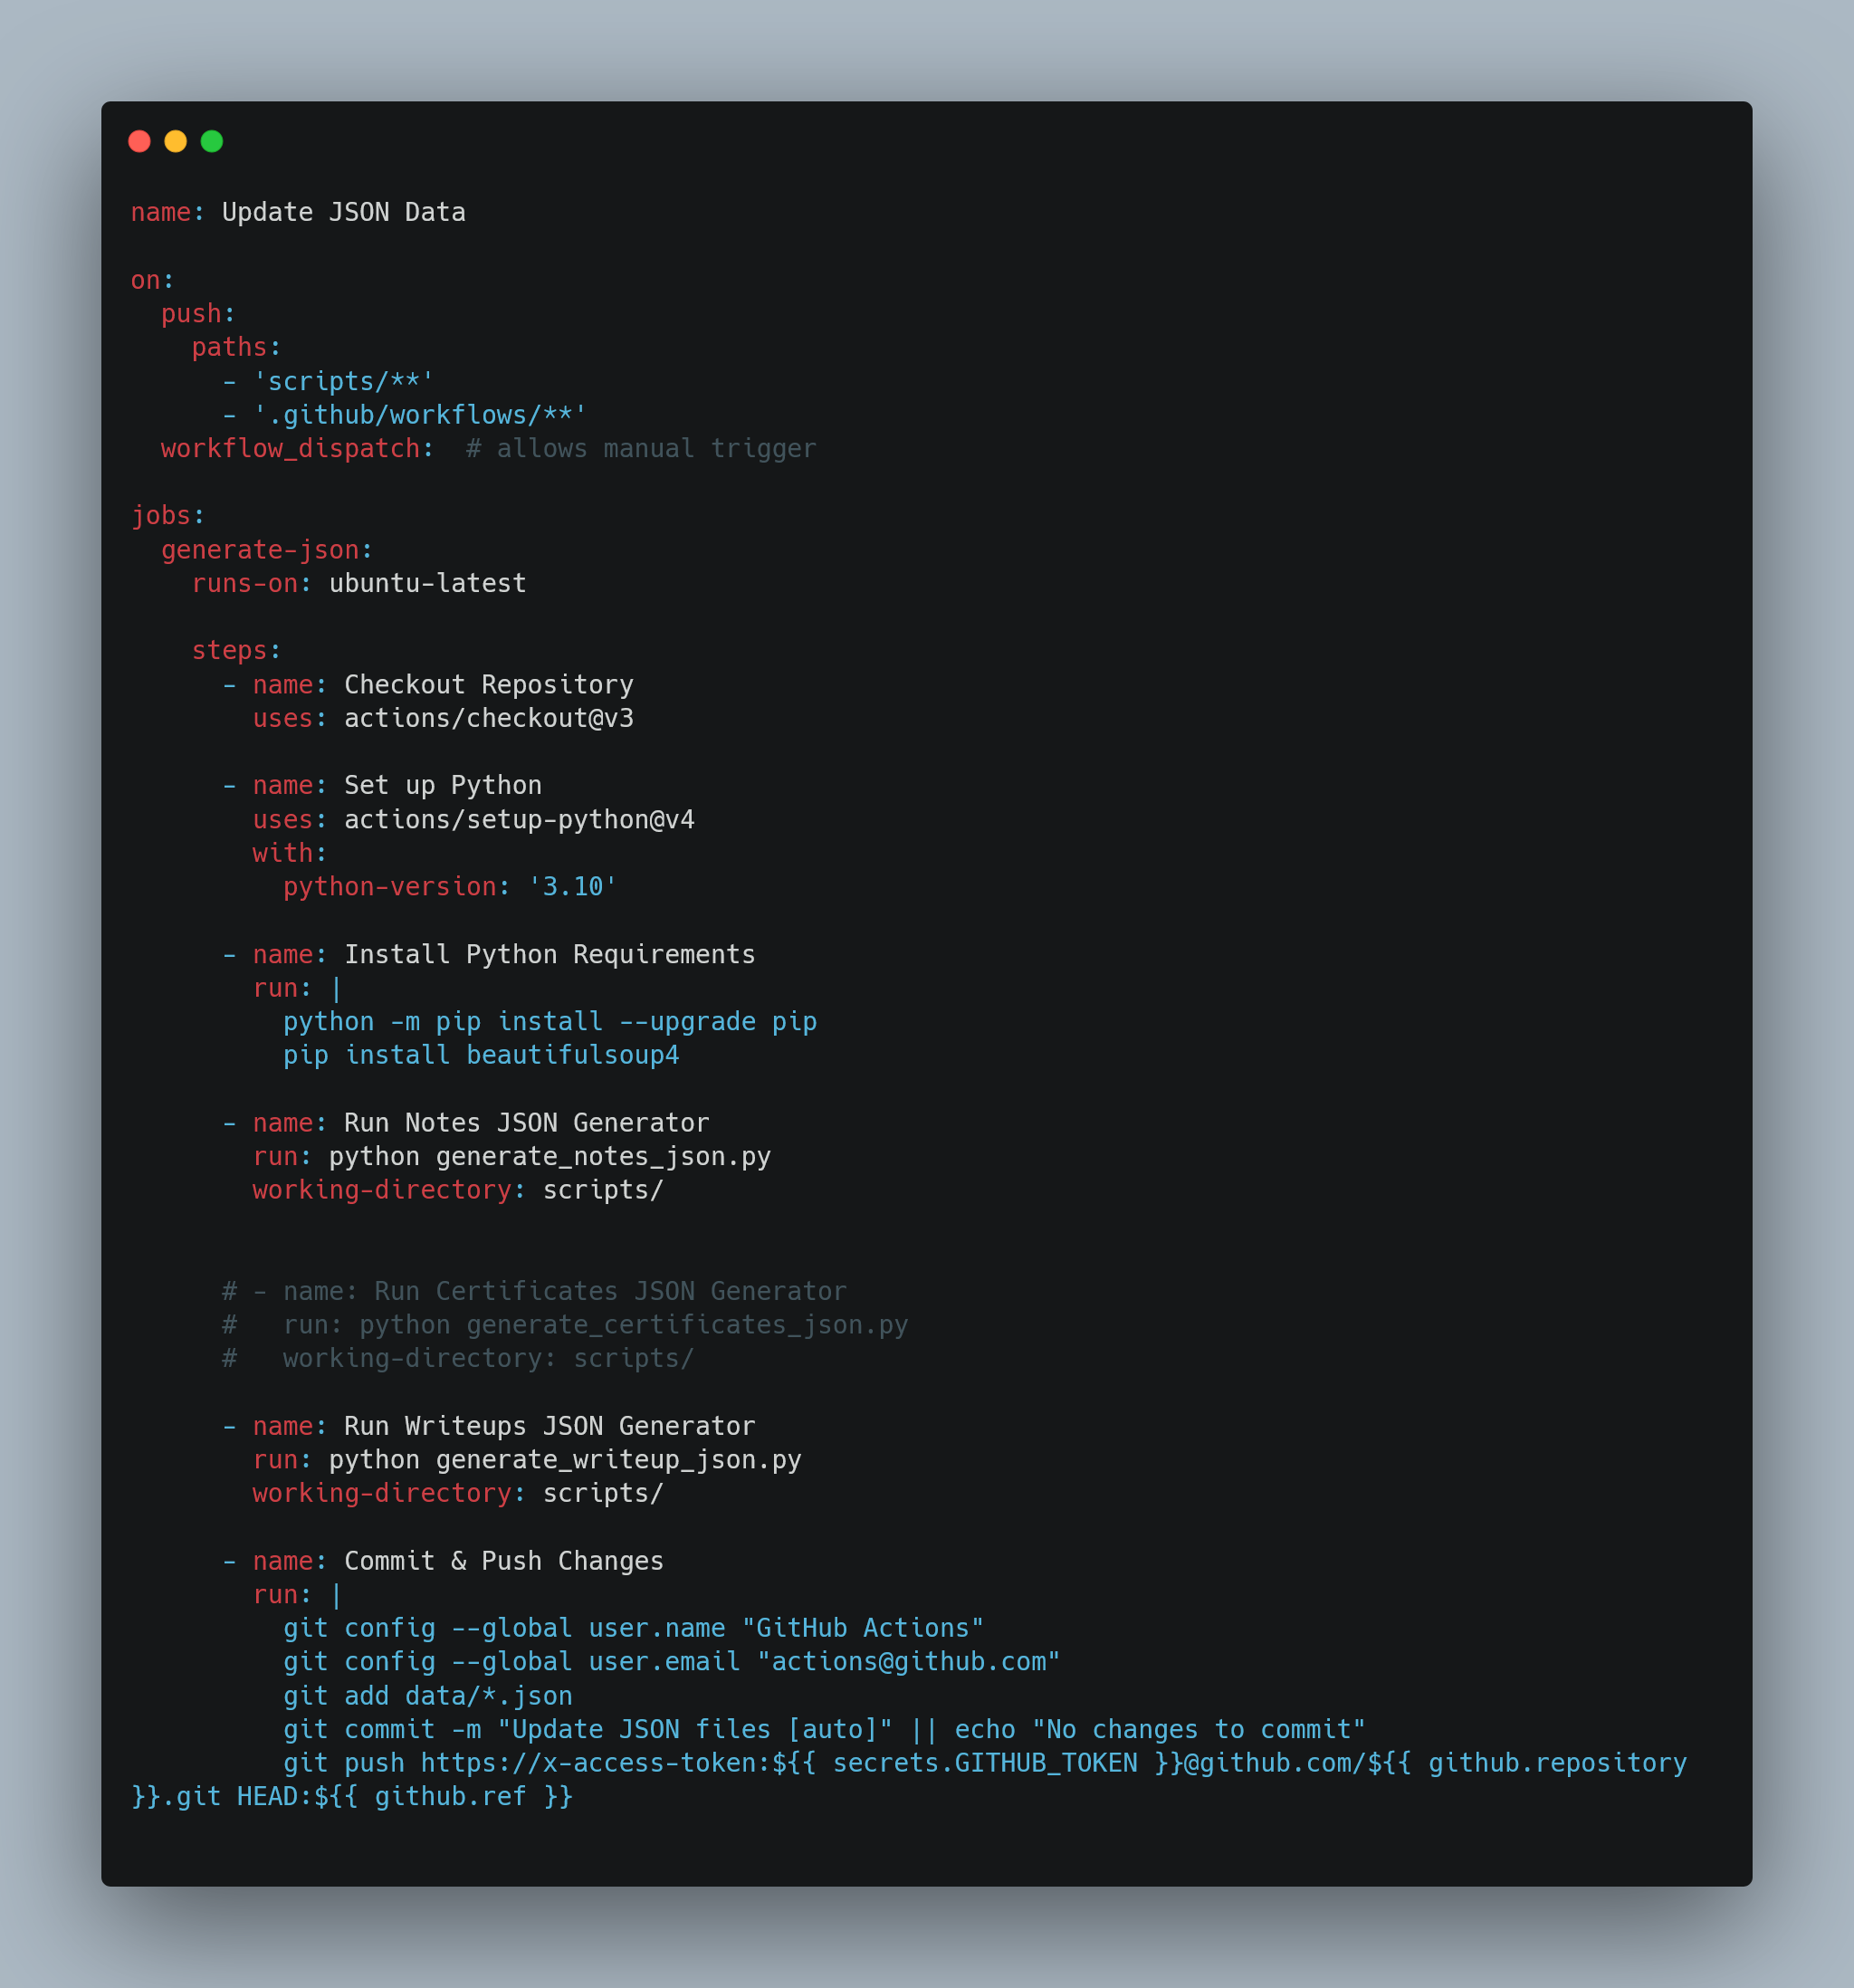 name: Update JSON Data

on:
  push:
    paths:
      - 'scripts/**'
      - '.github/workflows/**'
  workflow_dispatch:  # allows manual trigger

jobs:
  generate-json:
    runs-on: ubuntu-latest

    steps:
      - name: Checkout Repository
        uses: actions/checkout@v3

      - name: Set up Python
        uses: actions/setup-python@v4
        with:
          python-version: '3.10'

      - name: Install Python Requirements
        run: |
          python -m pip install --upgrade pip
          pip install beautifulsoup4

      - name: Run Notes JSON Generator
        run: python generate_notes_json.py
        working-directory: scripts/


      # - name: Run Certificates JSON Generator
      #   run: python generate_certificates_json.py
      #   working-directory: scripts/

      - name: Run Writeups JSON Generator
        run: python generate_writeup_json.py
        working-directory: scripts/

      - name: Commit & Push Changes
        run: |
          git config --global user.name "GitHub Actions"
          git config --global user.email "actions@github.com"
          git add data/*.json
          git commit -m "Update JSON files [auto]" || echo "No changes to commit"
          git push https://x-access-token:${{ secrets.GITHUB_TOKEN }}@github.com/${{ github.repository
}}.git HEAD:${{ github.ref }}